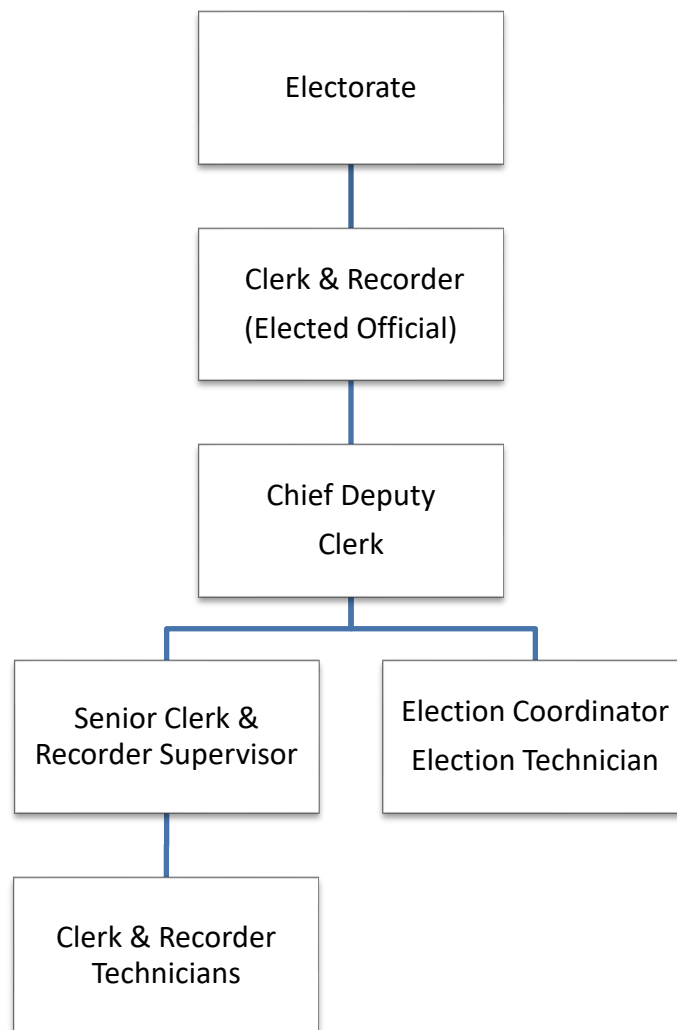 Electorate
Clerk & Recorder
(Elected Official)
Chief Deputy
Clerk
Senior Clerk &
Recorder Supervisor
Election Coordinator
Election Technician
Clerk & Recorder
Technicians